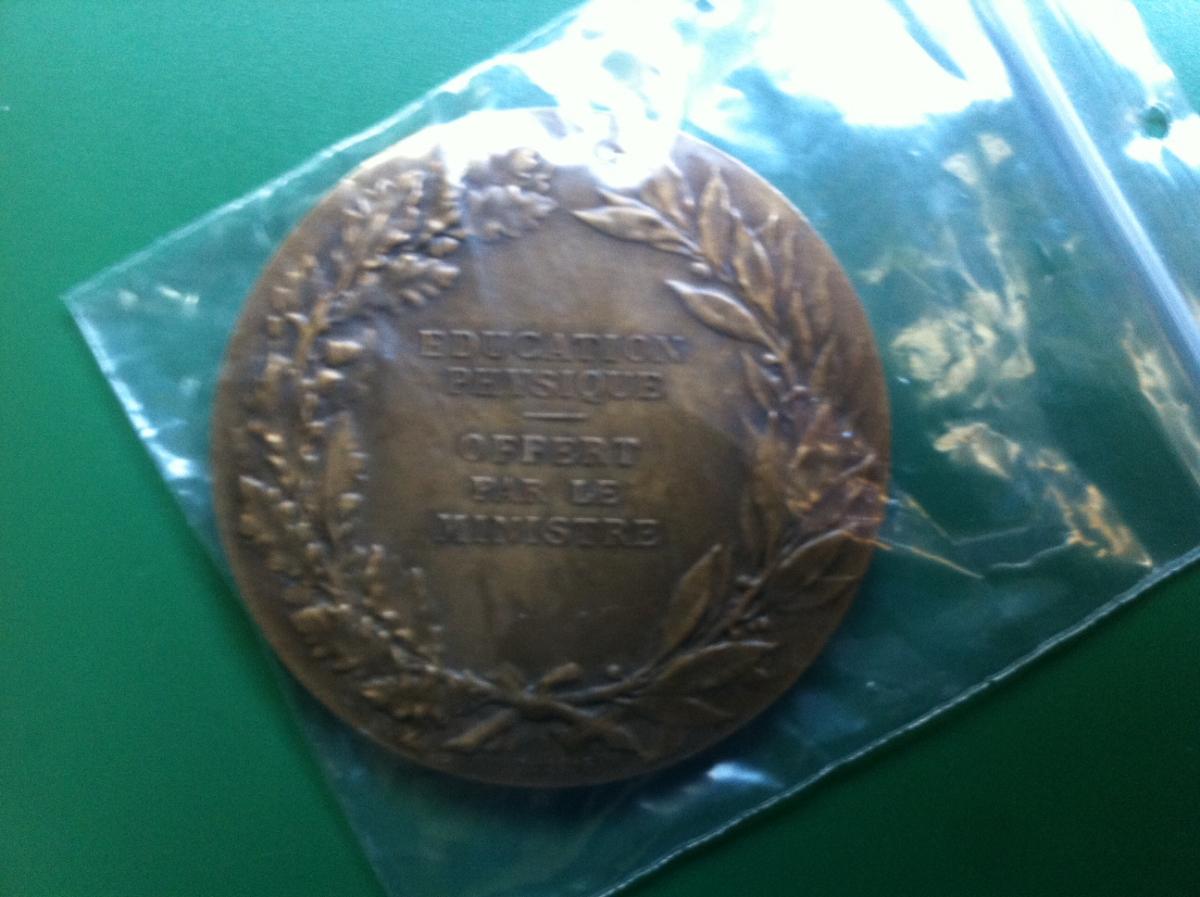 EDUCATION
PHYSIQUE
OFFERT
PAR LE
MINISTRE